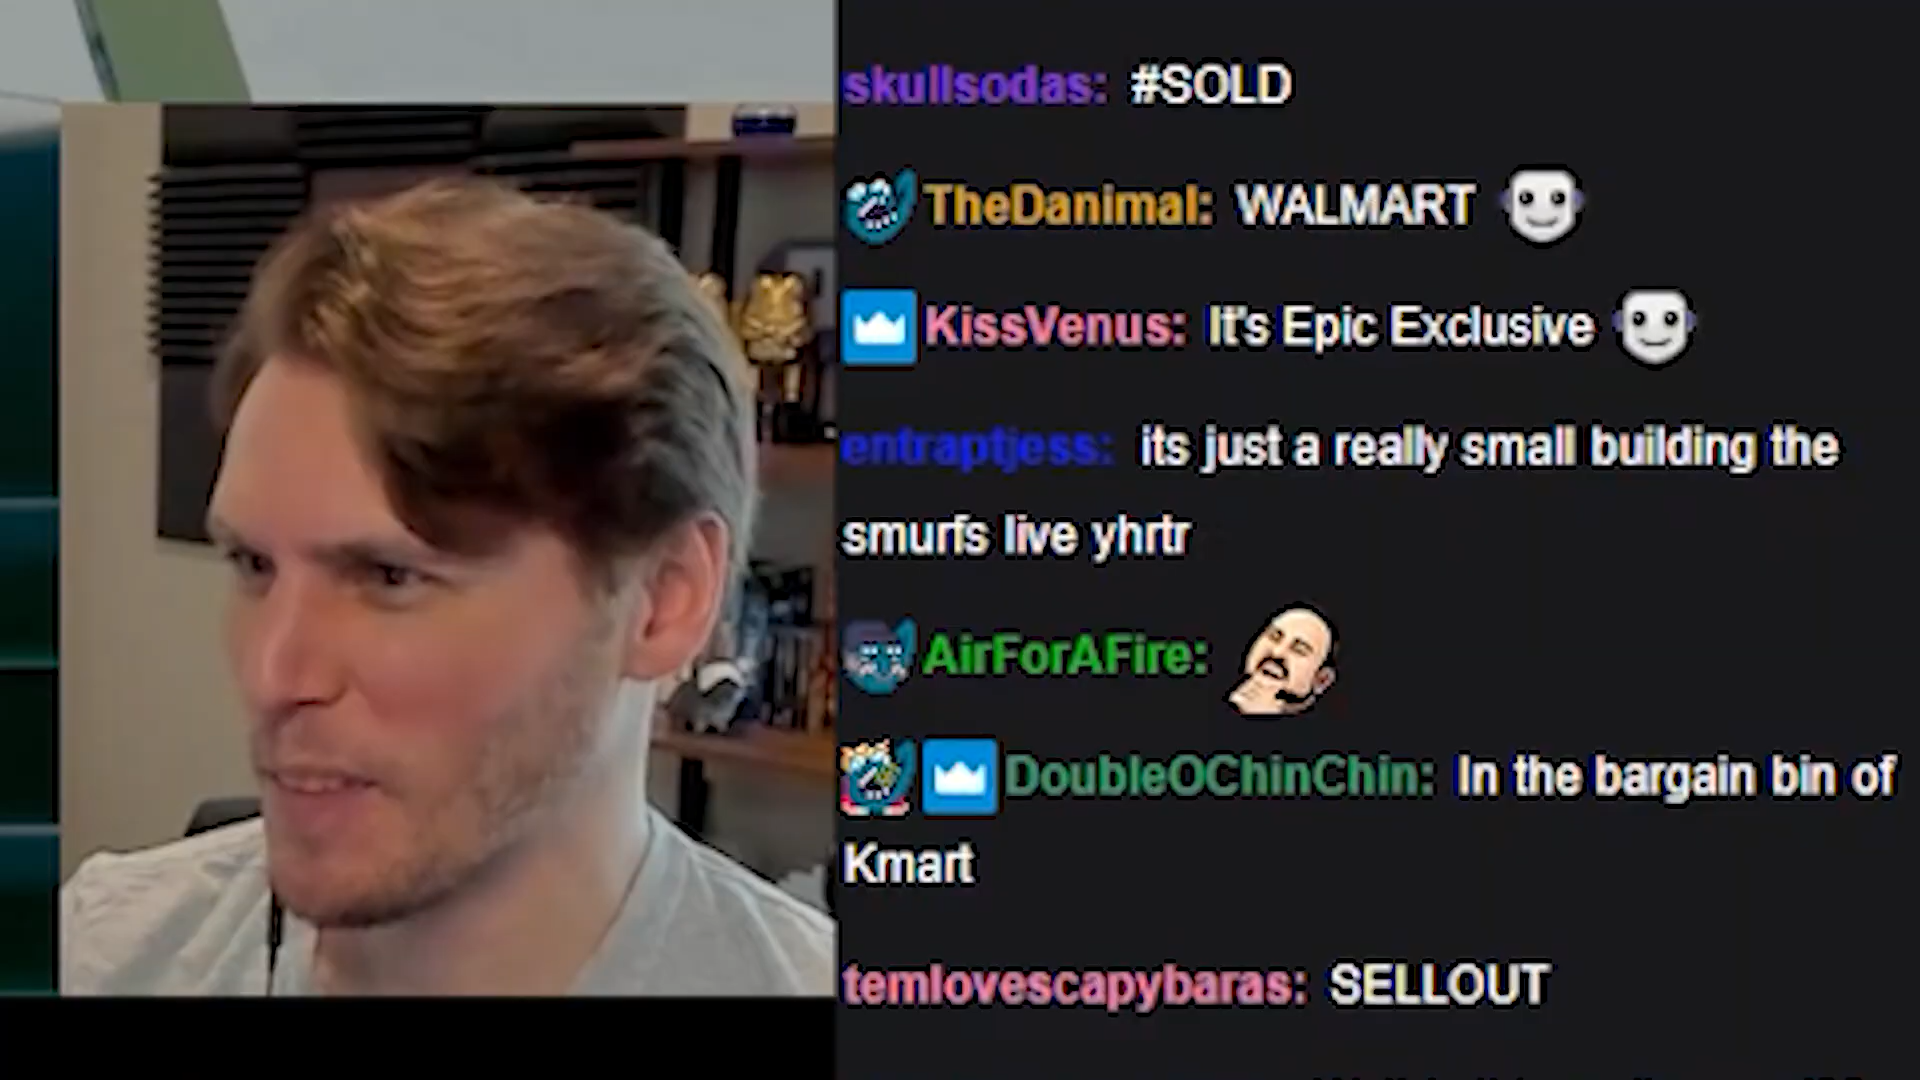 skullsodas: #SOLD
TheDanimal: WALMART
KissVenus: It's Epic Exclusive
entraptjess: its just a really small building the
smurfs live yhrtr
AirForAFire:
DoubleOChinChin: In the bargain bin of
Kmart
temlovescapybaras: SELLOUT